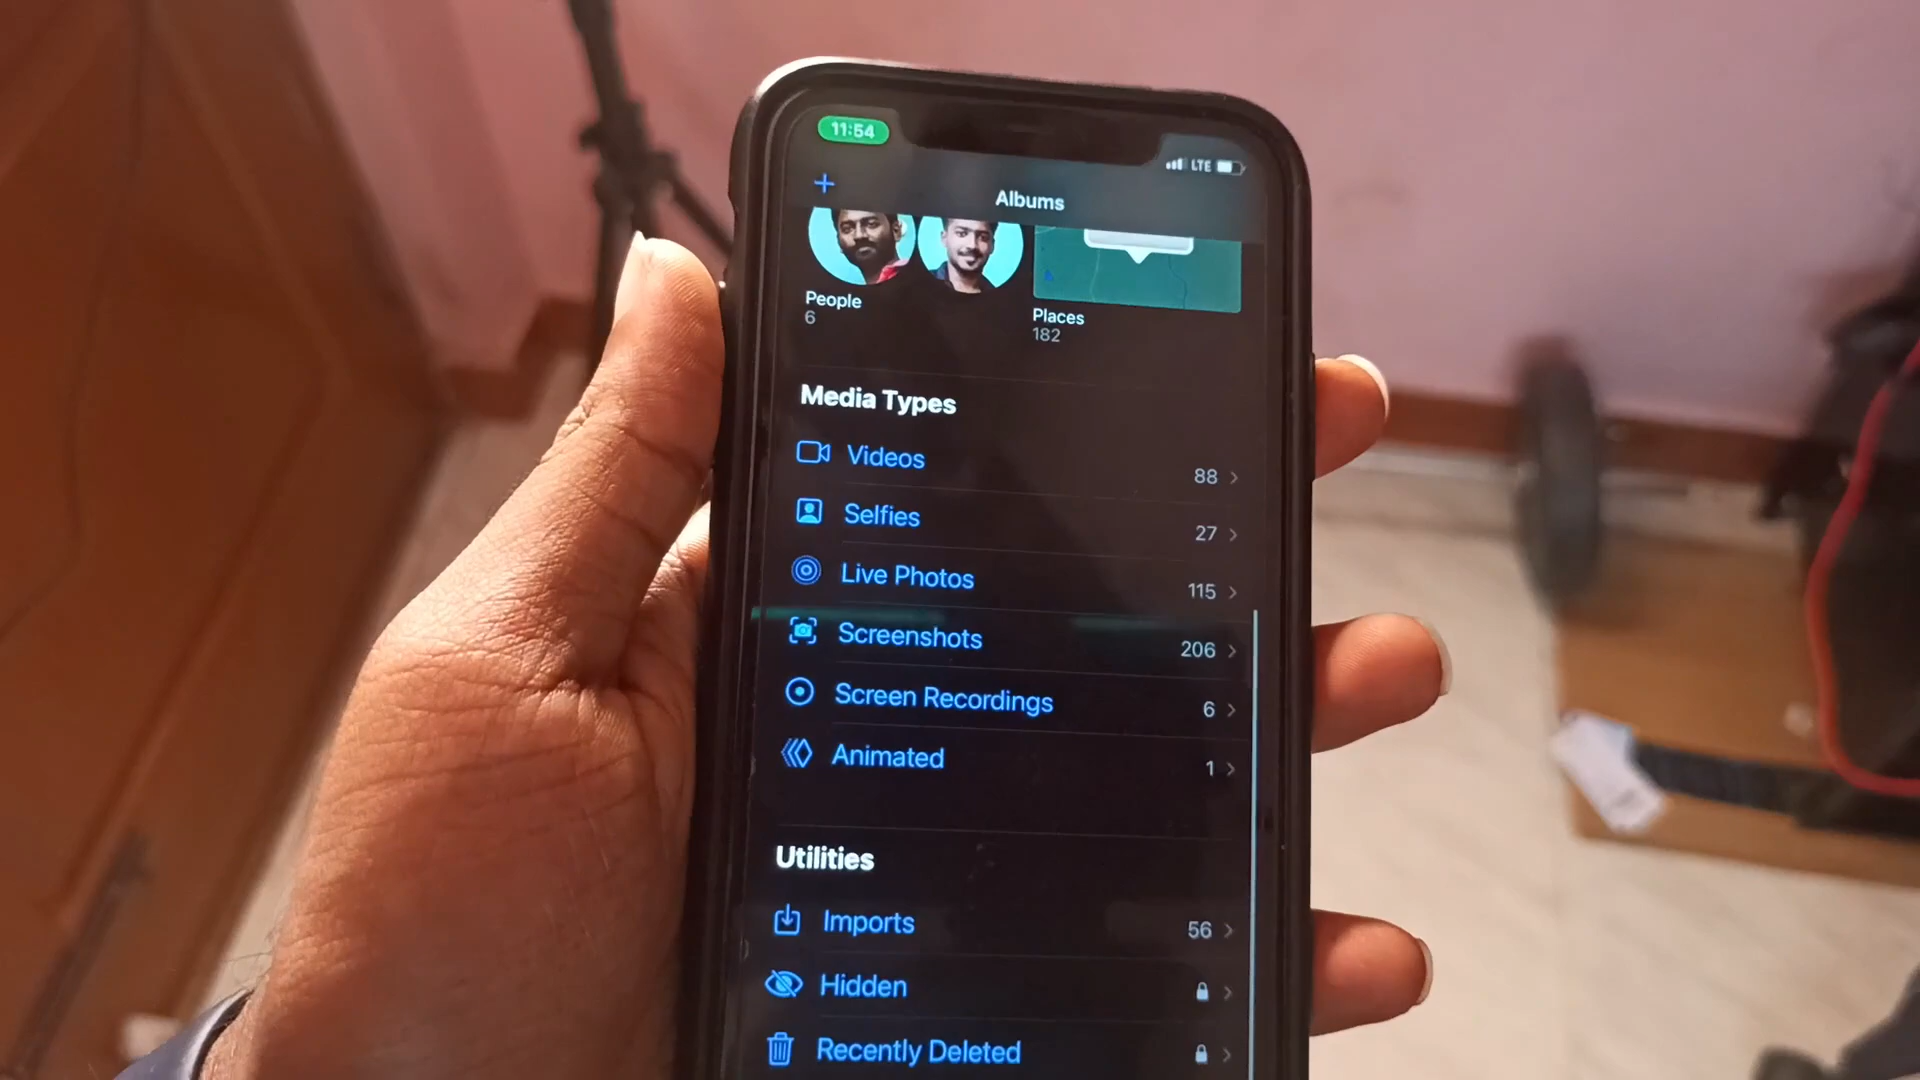 11:54
LTE
Albums
People
6
Places
182
Media Types
Videos
88
Selfies
27
Live Photos
115
Screenshots
206
Screen Recordings
6
Animated
1
Utilities
Imports
56
Hidden
Recently Deleted